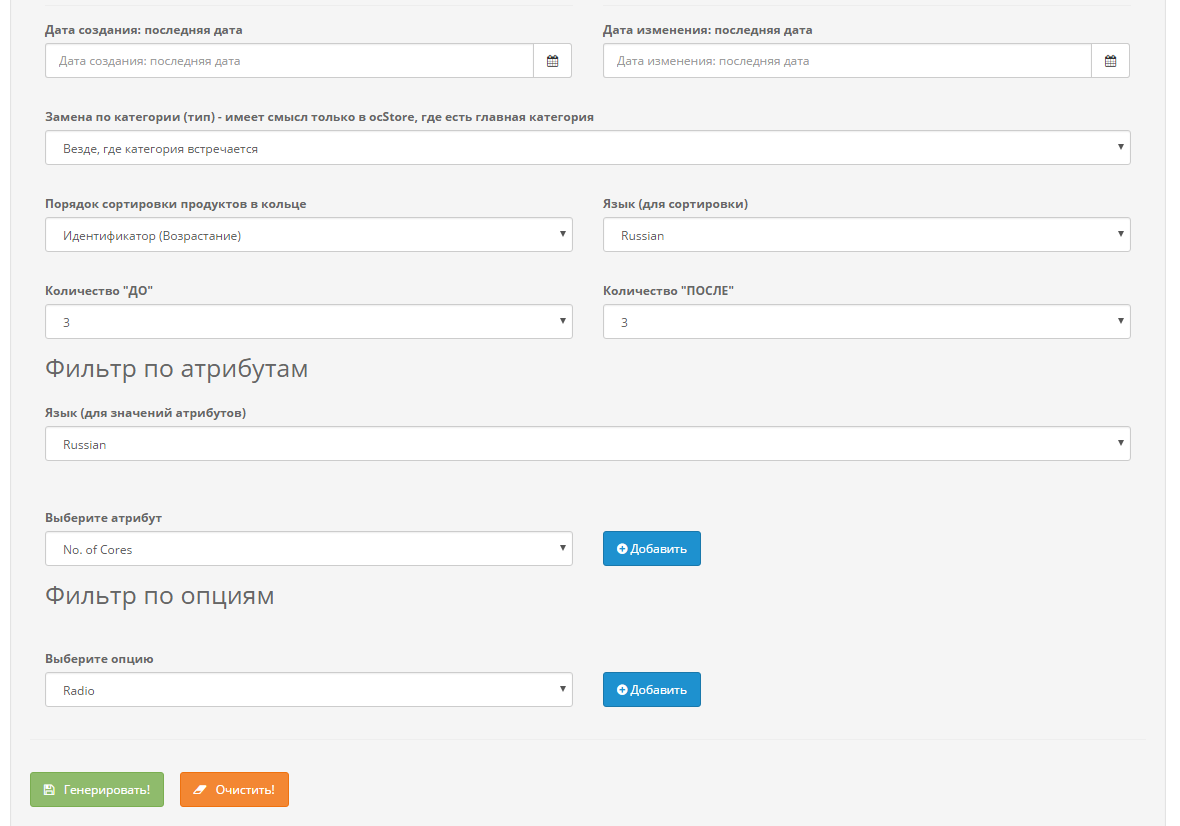 Дата создания: последняя дата
Дата изменения: последняя дата
Дата создания: последняя дата
Дата изменения: последняя дата
Замена по категории (тип) - имеет смысл только в ocStore, где есть главная категория
Везде, где категория встречается
Порядок сортировки продуктов в кольце
Язык (для сортировки)
Идентификатор (Возрастание)
Russian
Количество "ДО"
Количество "ПОСЛЕ"
3
3
Фильтр по атрибутам
Язык (для значений атрибутов)
Russian
Выберите атрибут
No. of Cores
Добавить
Фильтр по опциям
Выберите опцию
Radio
Добавить
Генерировать!
Очистить!